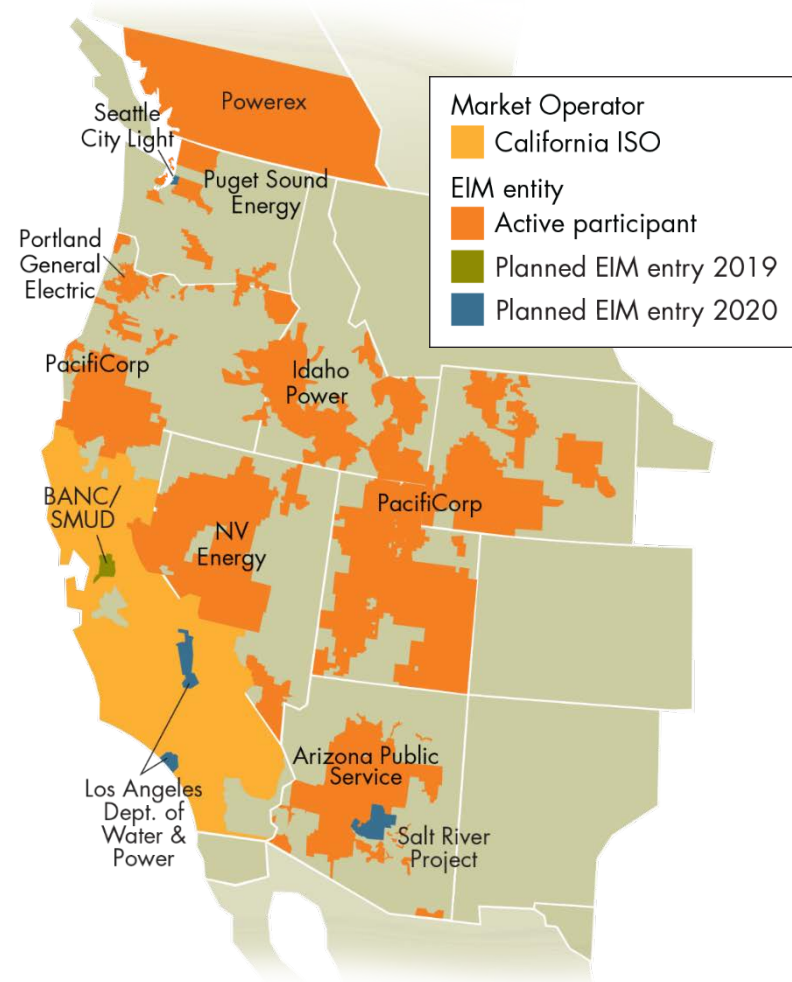 Powerex
Seattle
City Light
Puget Sound
Energy
Portland
General
Electric
PacifiCorp
Idaho
Power
BANC/
SMUD
NV
Energy
PacifiCorp
Arizona Public
Service
Los Angeles
Dept. of
Water &
Power
Salt River
Project
Market Operator
California ISO
EIM entity
Active participant
Planned EIM entry 2019
Planned EIM entry 2020